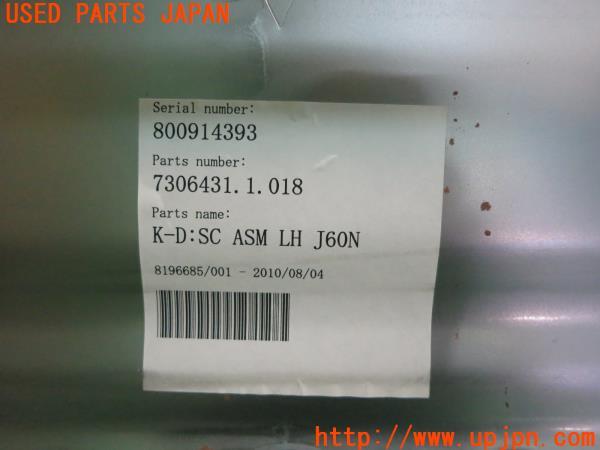 USED PARTS JAPAN
Serial number:
800914393
Parts number:
7306431.1.018
Parts name:
K-D:SC ASM LH J60N
8196685/001 - 2010/08/04
UPJ
http://www.upjpn.com/